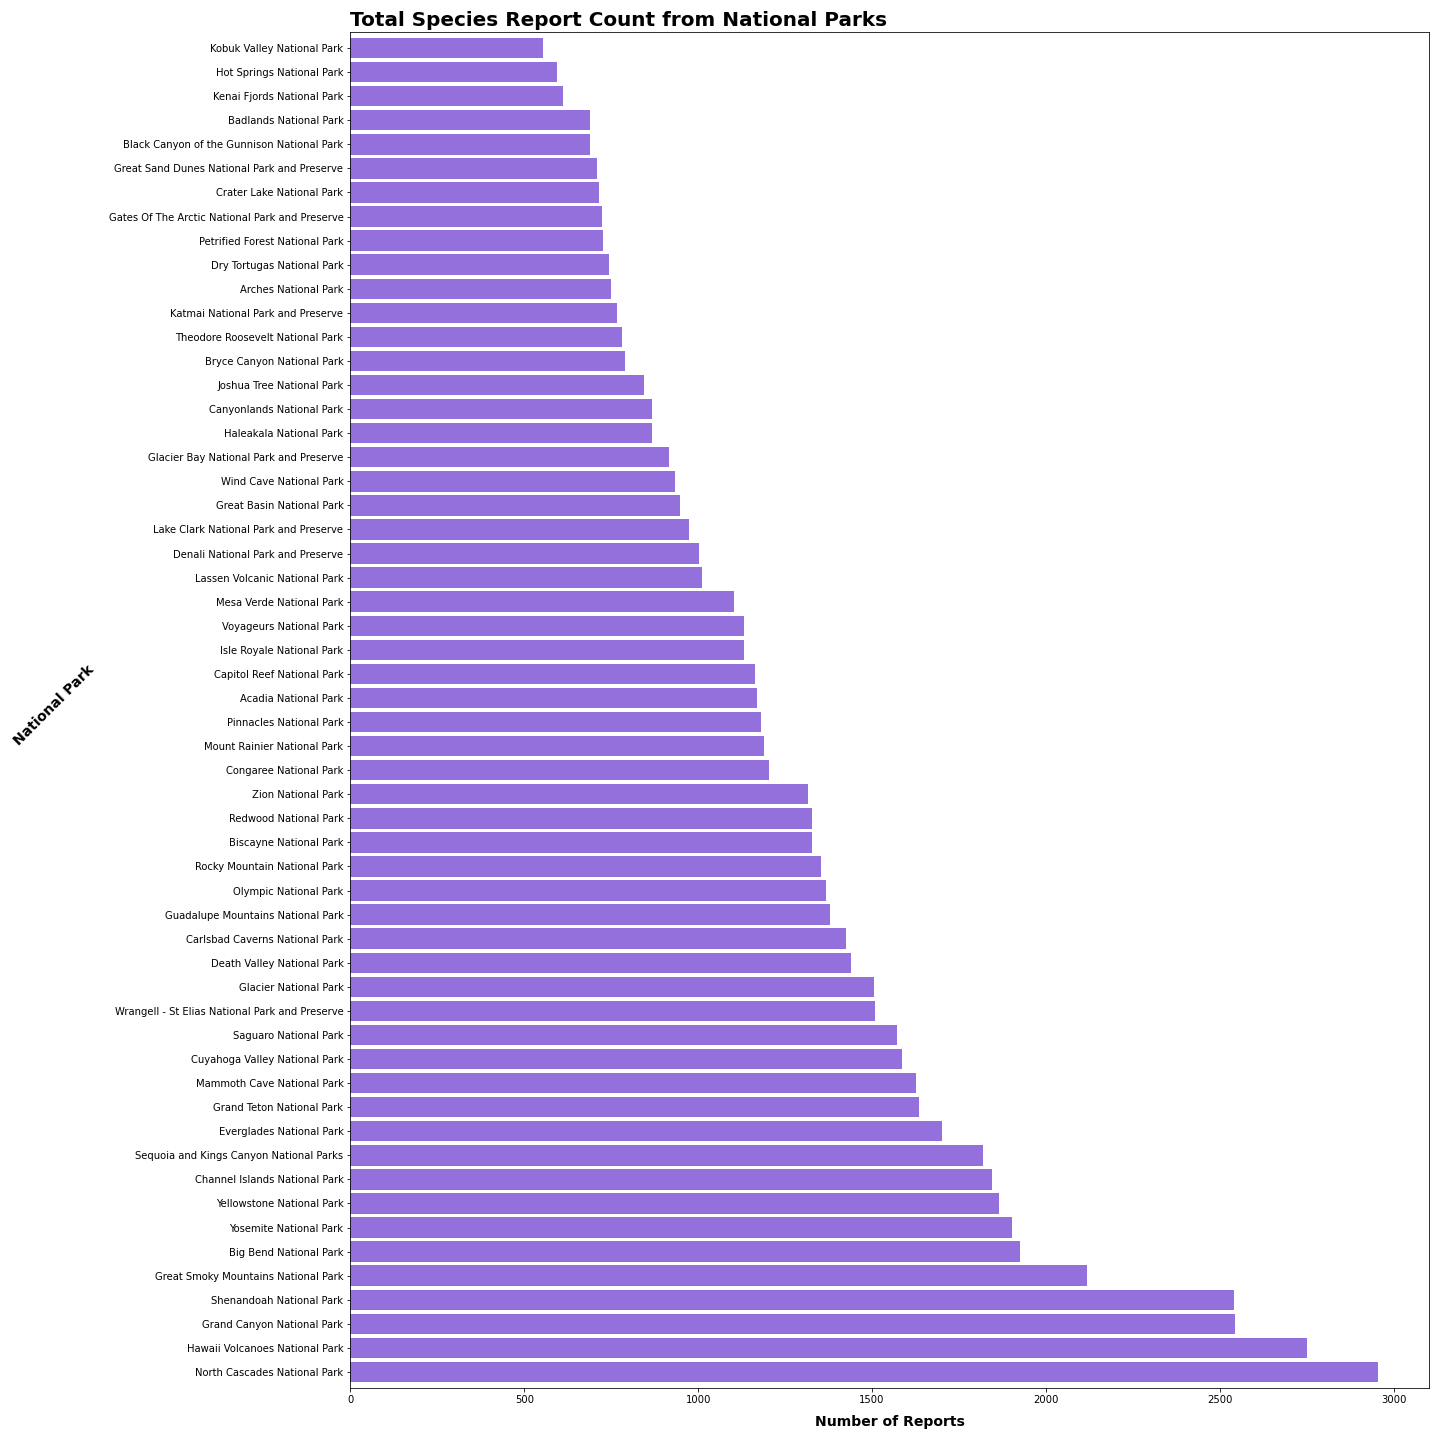 Total Species Report Count from National Parks
Kobuk Valley National Park
Hot Springs National Park
Kenai Fjords National Park
Badlands National Park
Black Canyon of the Gunnison National Park
Great Sand Dunes National Park and Preserve
Crater Lake National Park
Gates Of The Arctic National Park and Preserve
Petrified Forest National Park
Dry Tortugas National Park
Arches National Park
Katmai National Park and Preserve
Theodore Roosevelt National Park
Bryce Canyon National Park
Joshua Tree National Park
Canyonlands National Park
Haleakala National Park
Glacier Bay National Park and Preserve
Wind Cave National Park
Great Basin National Park
Lake Clark National Park and Preserve
Denali National Park and Preserve
Lassen Volcanic National Park
Mesa Verde National Park
Voyageurs National Park
Isle Royale National Park
Capitol Reef National Park
Acadia National Park
Pinnacles National Park
Mount Rainier National Park
Congaree National Park
Zion National Park
Redwood National Park
Biscayne National Park
Rocky Mountain National Park
Olympic National Park
Guadalupe Mountains National Park
Carlsbad Caverns National Park
Death Valley National Park
Glacier National Park
Wrangell - St Elias National Park and Preserve
Saguaro National Park
Cuyahoga Valley National Park
Mammoth Cave National Park
Grand Teton National Park
Everglades National Park
Sequoia and Kings Canyon National Parks
Channel Islands National Park
Yellowstone National Park
Yosemite National Park
Big Bend National Park
Great Smoky Mountains National Park
Shenandoah National Park
Grand Canyon National Park
Hawaii Volcanoes National Park
North Cascades National Park
National Park
0 500 1000 1500 2000 2500 3000
Number of Reports